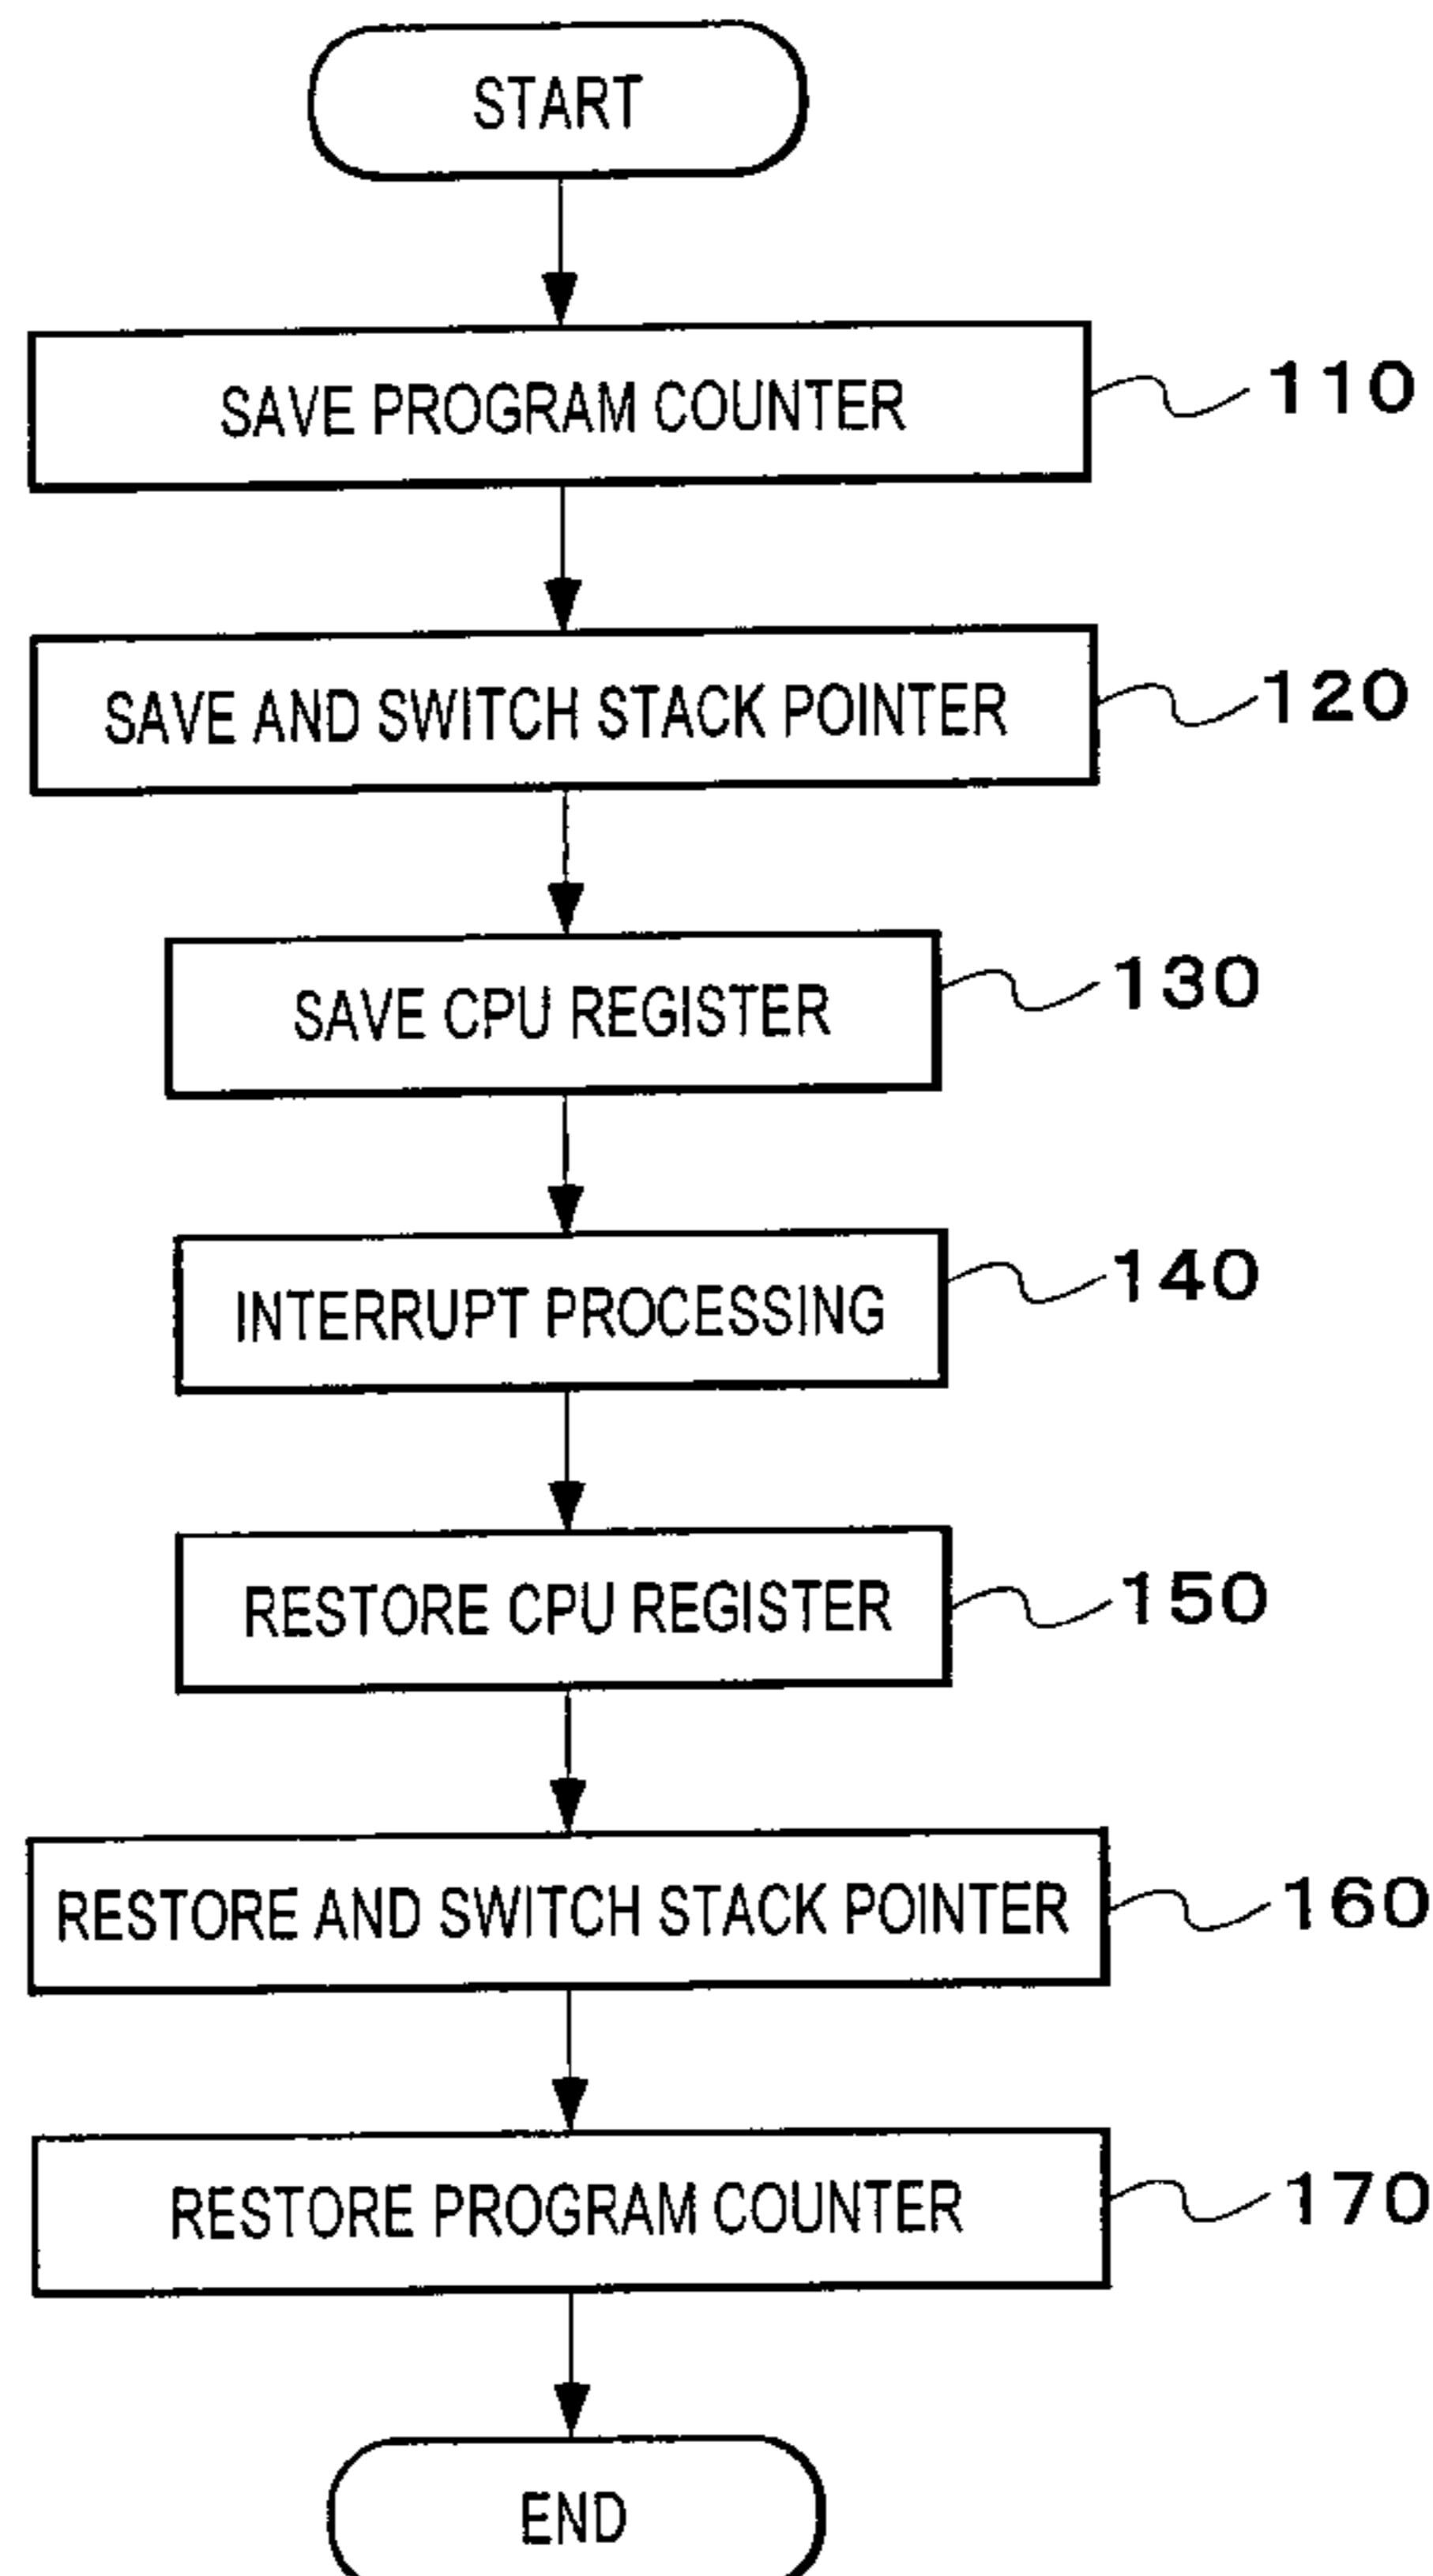 START
SAVE PROGRAM COUNTER 110
SAVE AND SWITCH STACK POINTER 120
SAVE CPU REGISTER 130
INTERRUPT PROCESSING 140
RESTORE CPU REGISTER 150
RESTORE AND SWITCH STACK POINTER 160
RESTORE PROGRAM COUNTER 170
END